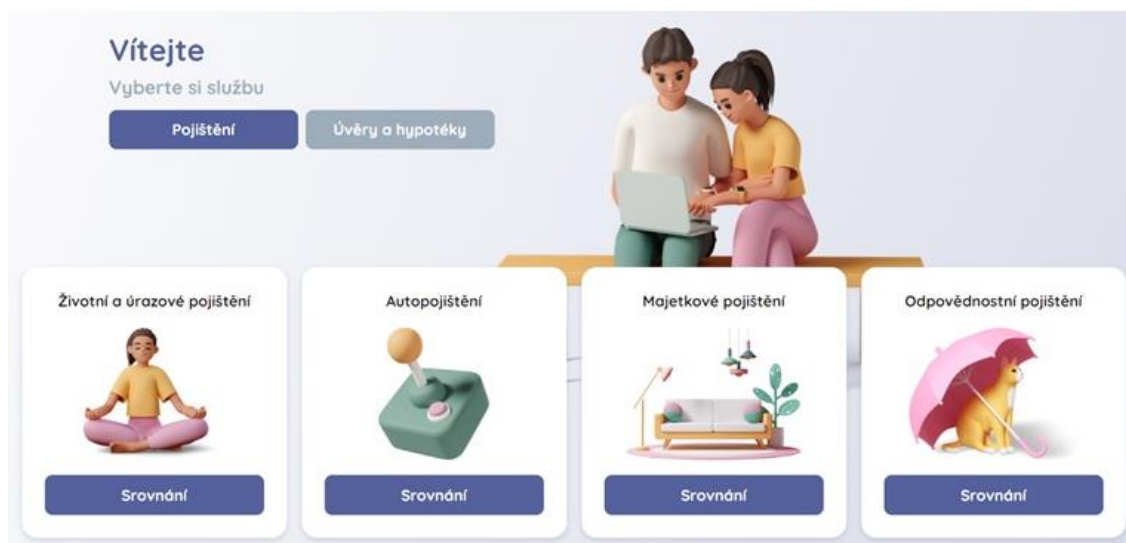 Vítejte
Vyberte si službu
Pojištění
Úvěry a hypotéky
Životní a úrazové pojištění
Autopojištění
Majetkové pojištění
Odpovědnostní pojištění
Srovnání
Srovnání
Srovnání
Srovnání